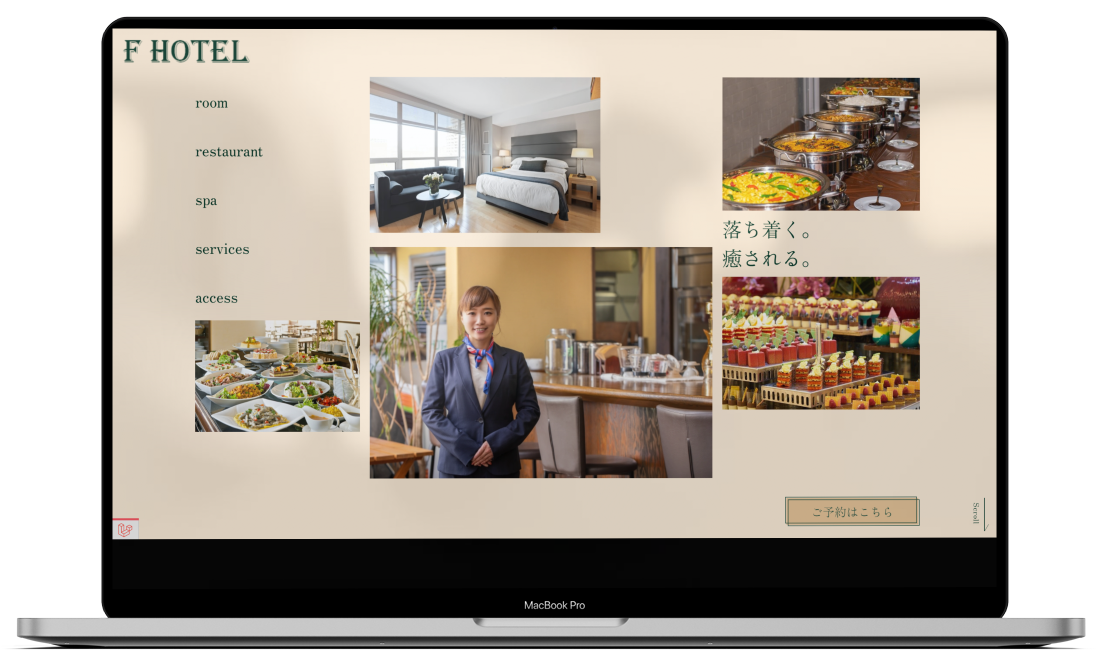 F HOTEL
room
restaurant
spa
services
access
落ち着く。
癒される。
ご予約はこちら
Scroll
MacBook Pro